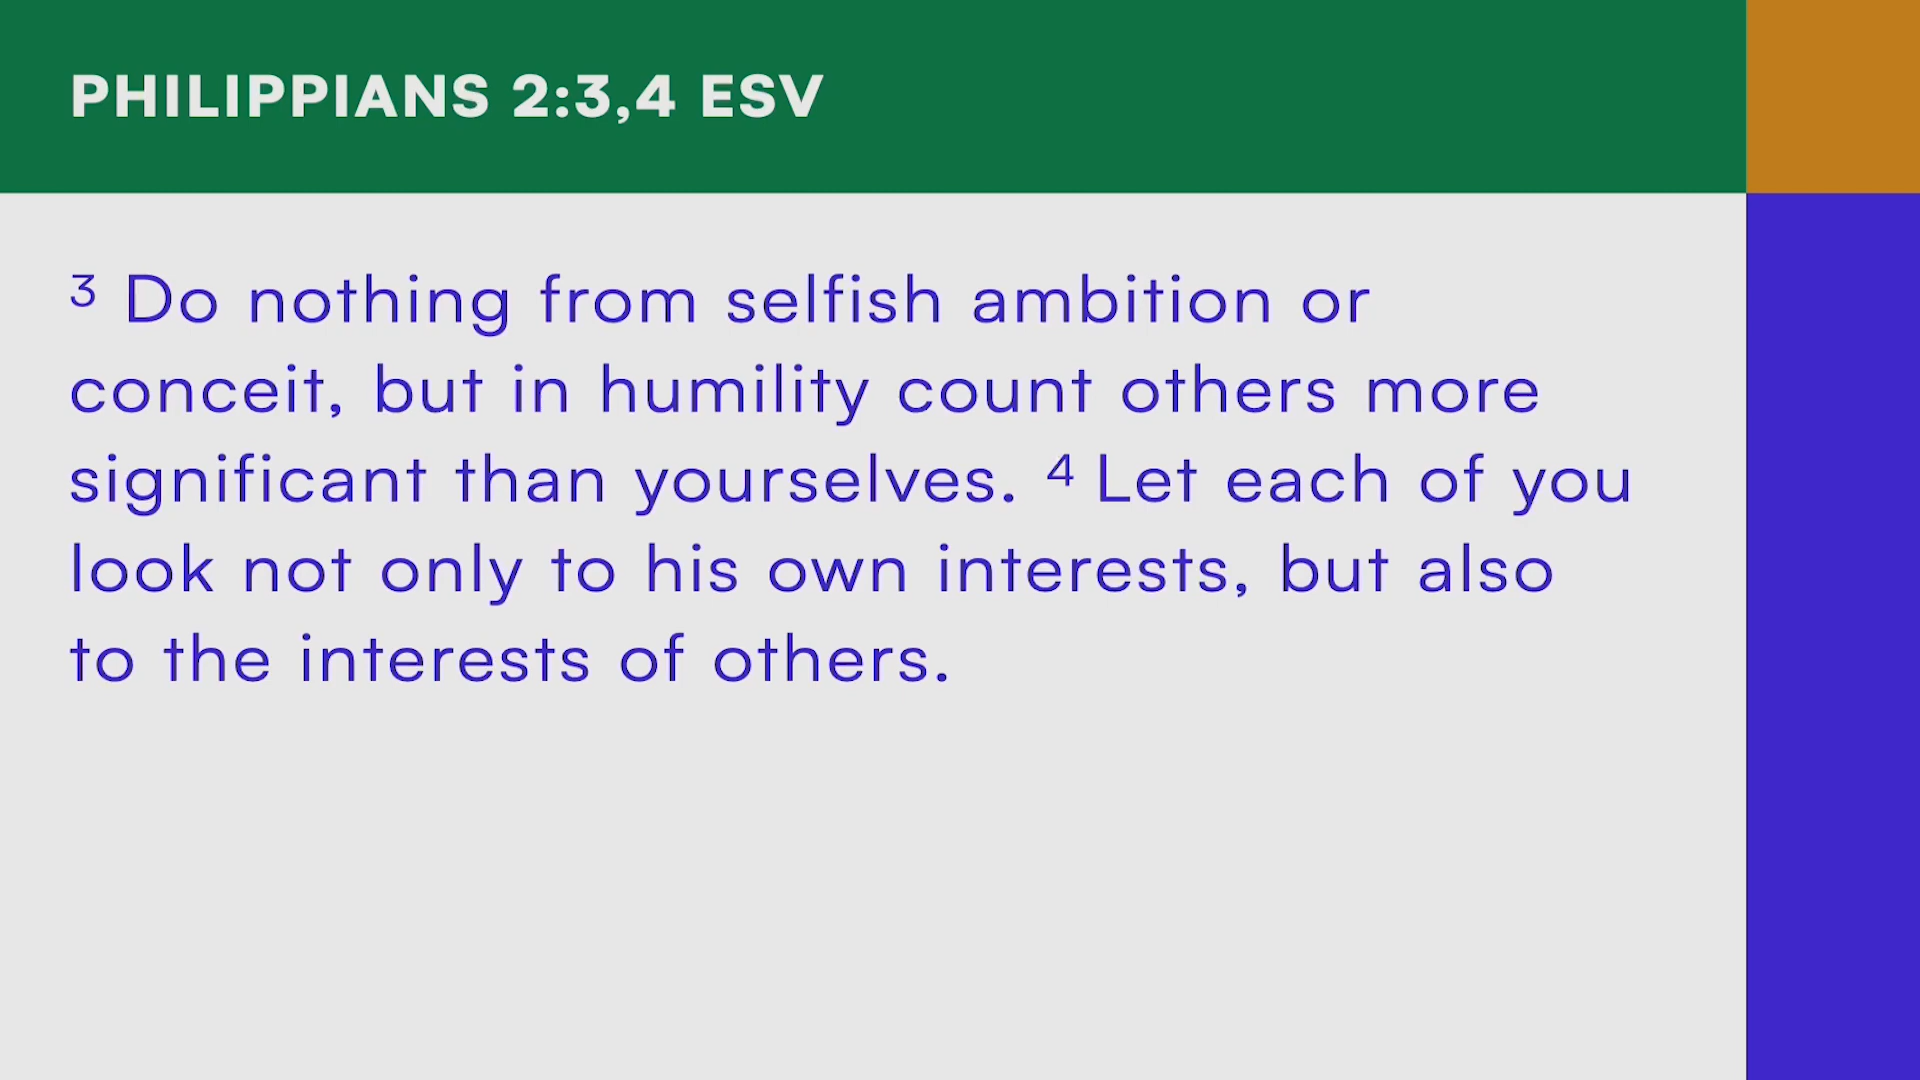 PHILIPPIANS 2:3,4 ESV
³ Do nothing from selfish ambition or
conceit, but in humility count others more
significant than yourselves. ⁴ Let each of you
look not only to his own interests, but also
to the interests of others.